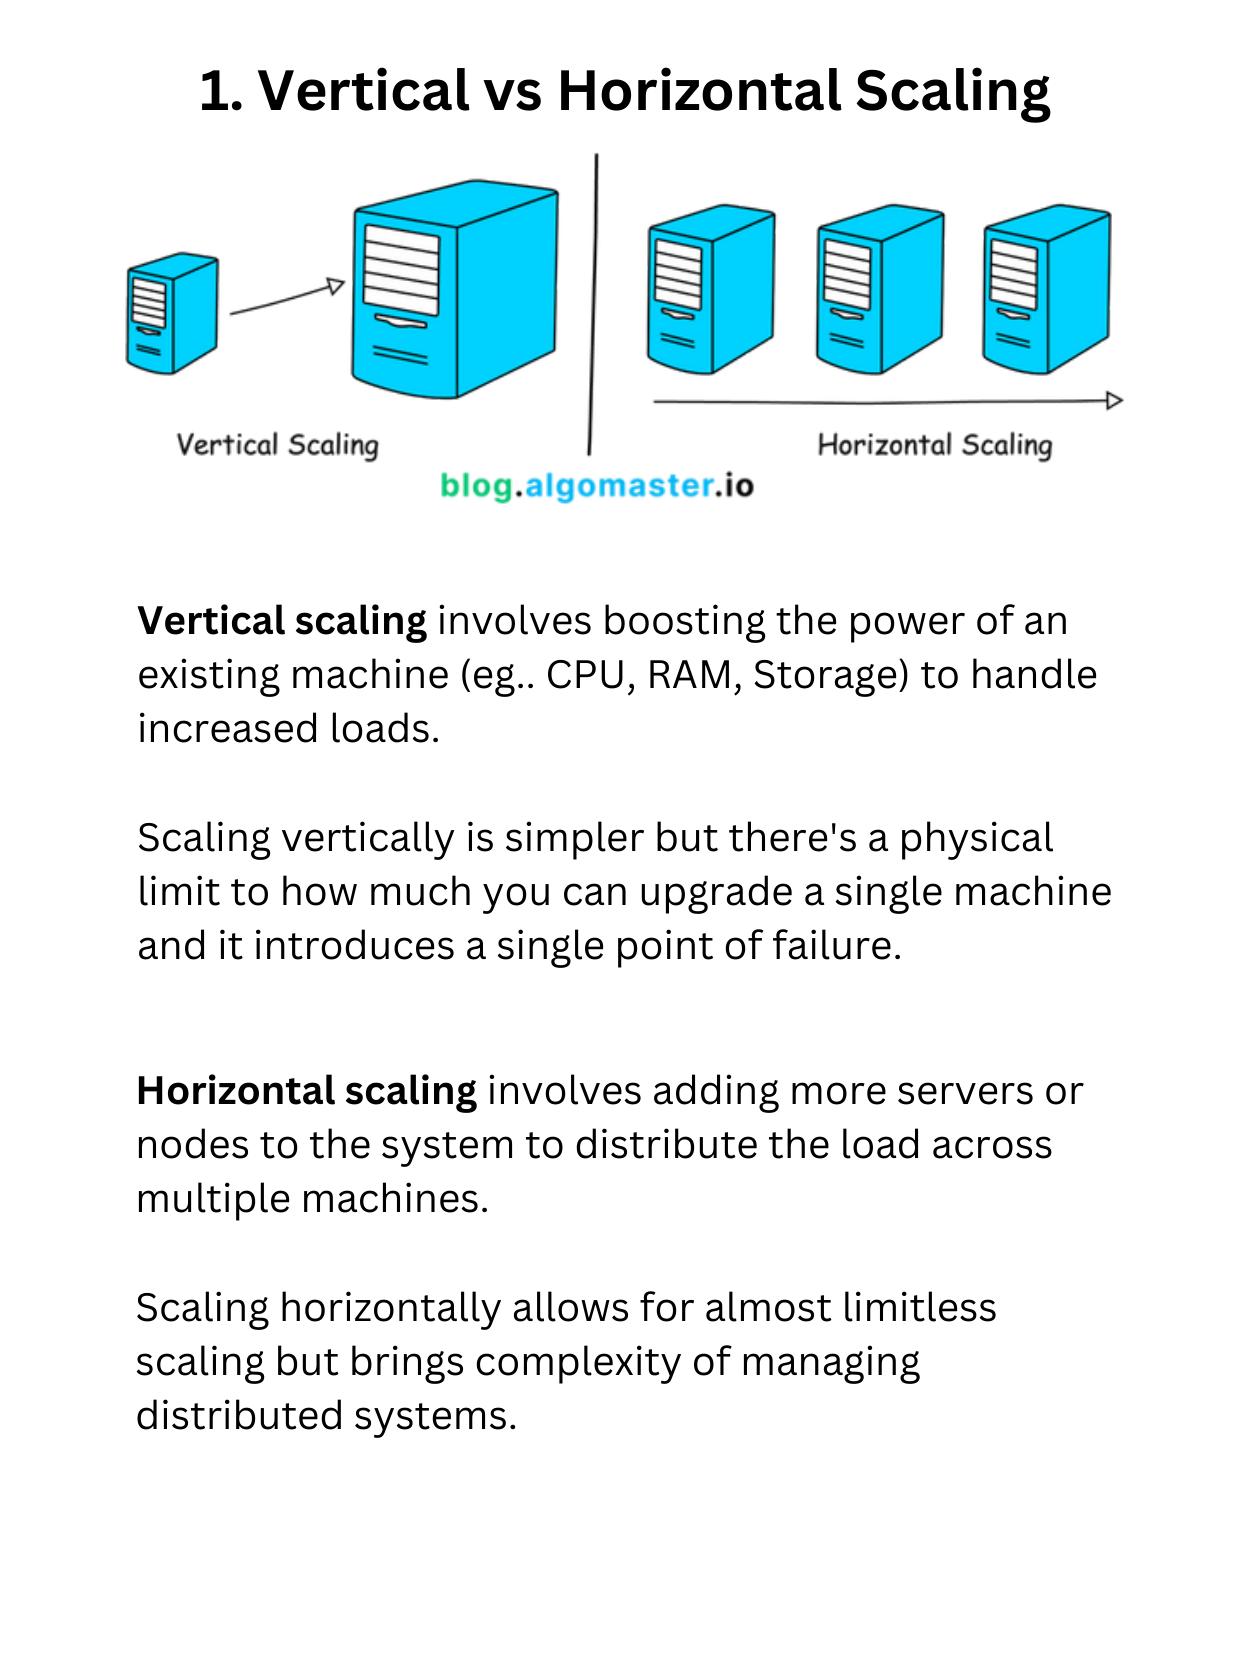 1. Vertical vs Horizontal Scaling
Vertical Scaling
Horizontal Scaling
blog.algomaster.io
Vertical scaling involves boosting the power of an
existing machine (eg.. CPU, RAM, Storage) to handle
increased loads.
Scaling vertically is simpler but there's a physical
limit to how much you can upgrade a single machine
and it introduces a single point of failure.
Horizontal scaling involves adding more servers or
nodes to the system to distribute the load across
multiple machines.
Scaling horizontally allows for almost limitless
scaling but brings complexity of managing
distributed systems.